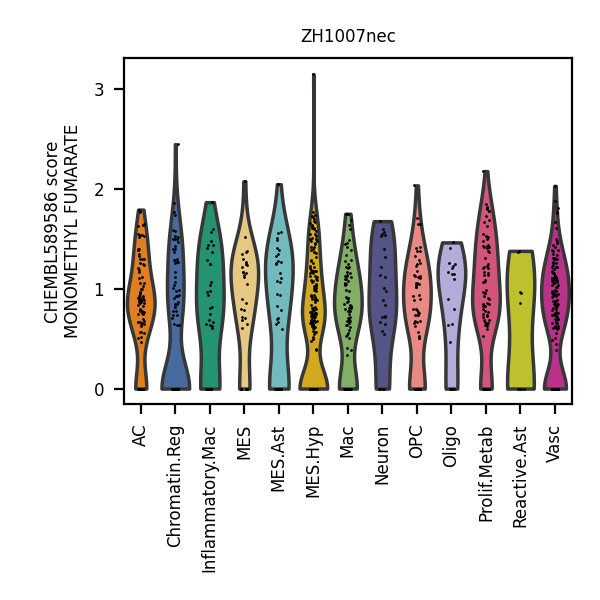 ZH1007nec
CHEMBL589586 score
MONOMETHYL FUMARATE
3
2
1
0
AC
Chromatin.Reg
Inflammatory.Mac
MES
MES.Ast
MES.Hyp
Mac
Neuron
OPC
Oligo
Prolif.Metab
Reactive.Ast
Vasc